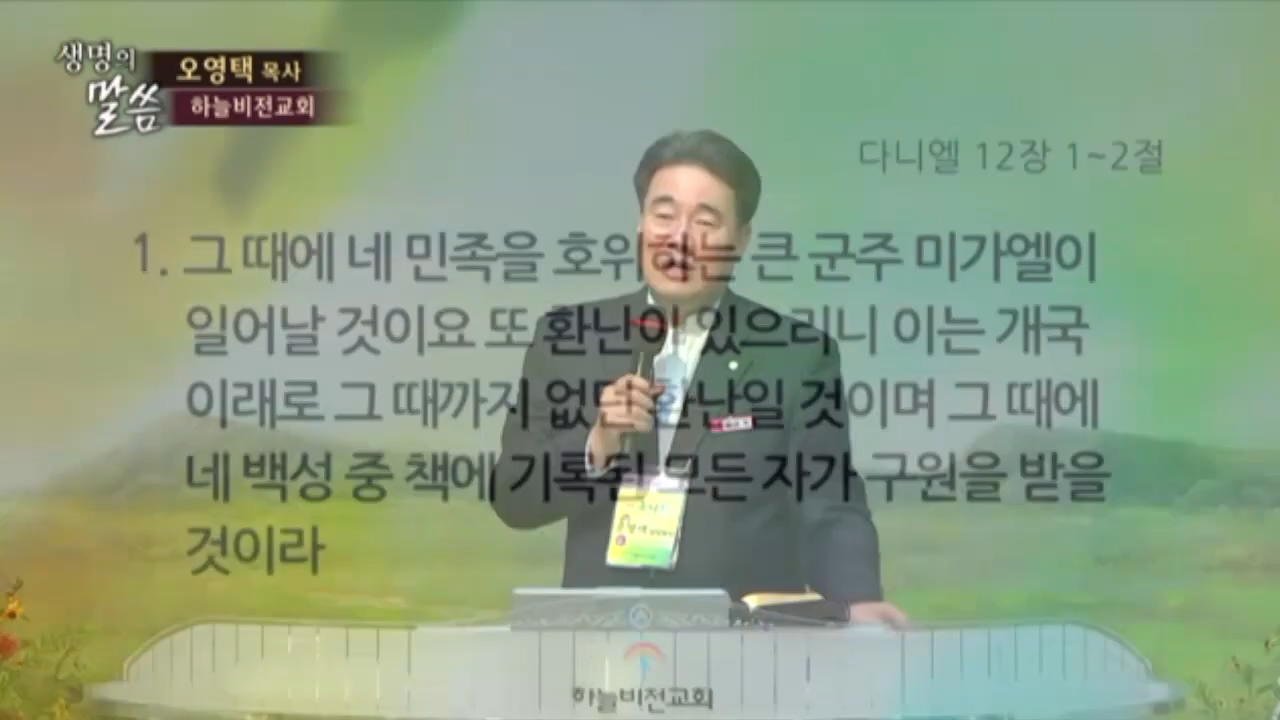 생명의
말씀
오영택 목사
하늘비전교회
다니엘 12장 1~2절
1. 그 때에 네 민족을 호위하는 큰 군주 미가엘이
일어날 것이요 또 환난이 있으리니 이는 개국
이래로 그 때까지 없던 환난일 것이며 그 때에
네 백성 중 책에 기록된 모든 자가 구원을 받을
것이라
하늘비전교회